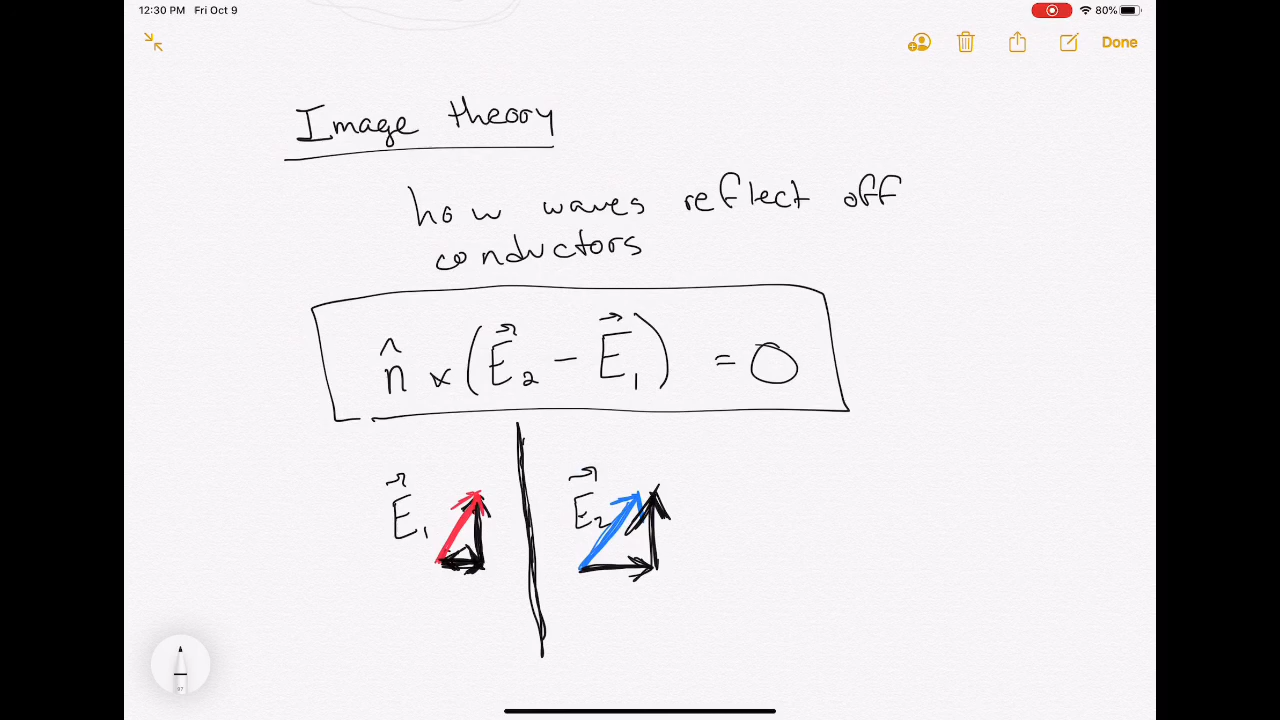 12:30 PM Fri Oct 9
80%
Done
Image theory
how waves reflect off
conductors
n̂ × (E⃗₂ − E⃗₁) = 0
E⃗₁ E⃗₂
97